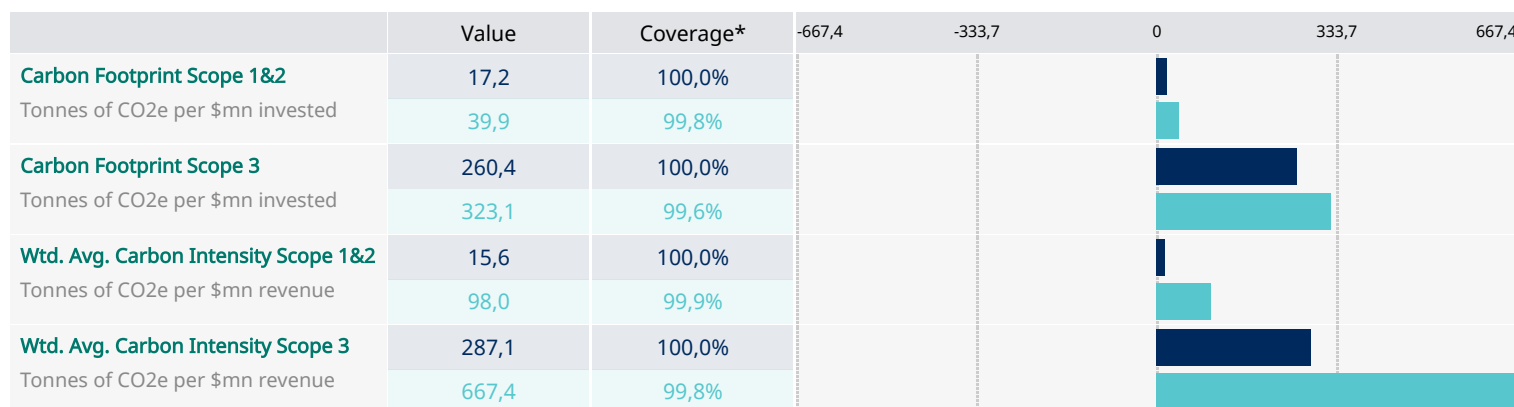 Value Coverage* -667,4 -333,7 0 333,7 667,4
Carbon Footprint Scope 1&2 17,2 100,0%
Tonnes of CO2e per $mn invested 39,9 99,8%
Carbon Footprint Scope 3 260,4 100,0%
Tonnes of CO2e per $mn invested 323,1 99,6%
Wtd. Avg. Carbon Intensity Scope 1&2 15,6 100,0%
Tonnes of CO2e per $mn revenue 98,0 99,9%
Wtd. Avg. Carbon Intensity Scope 3 287,1 100,0%
Tonnes of CO2e per $mn revenue 667,4 99,8%